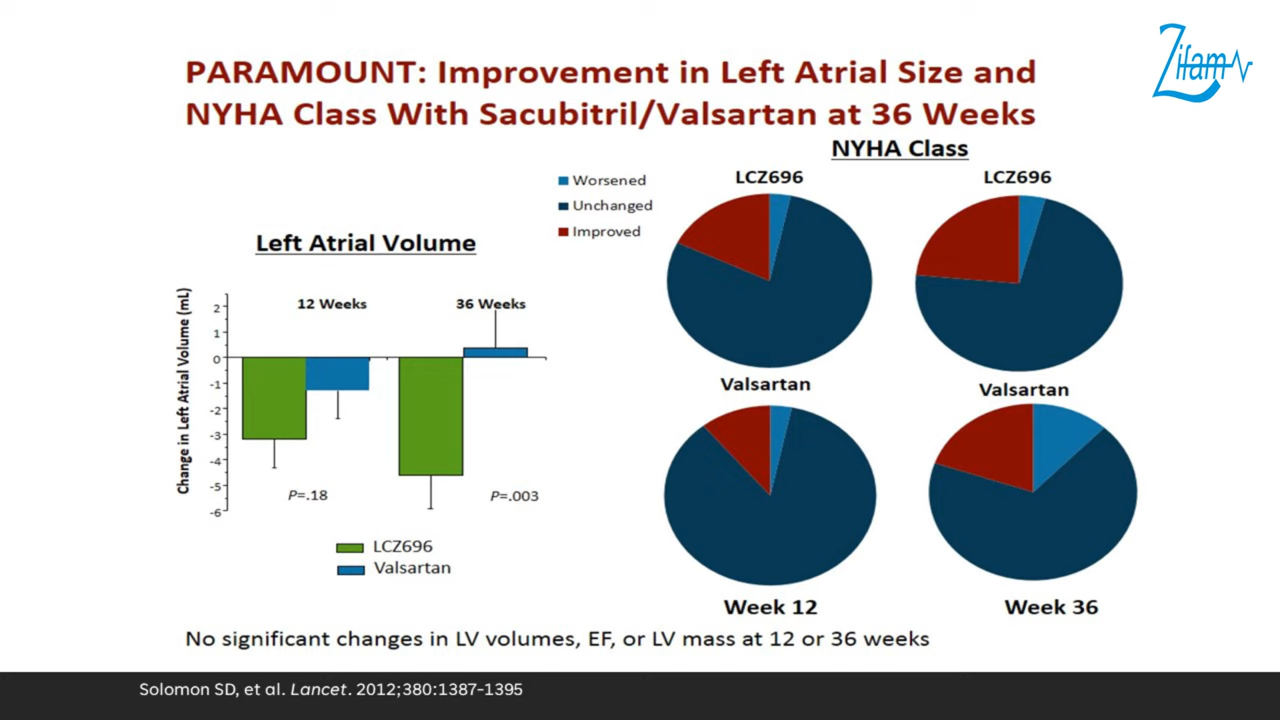 Zifam
PARAMOUNT: Improvement in Left Atrial Size and
NYHA Class With Sacubitril/Valsartan at 36 Weeks
NYHA Class
Worsened
Unchanged
Improved
LCZ696
LCZ696
Left Atrial Volume
12 Weeks
36 Weeks
Change in Left Atrial Volume (mL)
2
1
0
-1
-2
-3
-4
-5
-6
P=.18
P=.003
LCZ696
Valsartan
Valsartan
Valsartan
Week 12
Week 36
No significant changes in LV volumes, EF, or LV mass at 12 or 36 weeks
Solomon SD, et al. Lancet. 2012;380:1387-1395